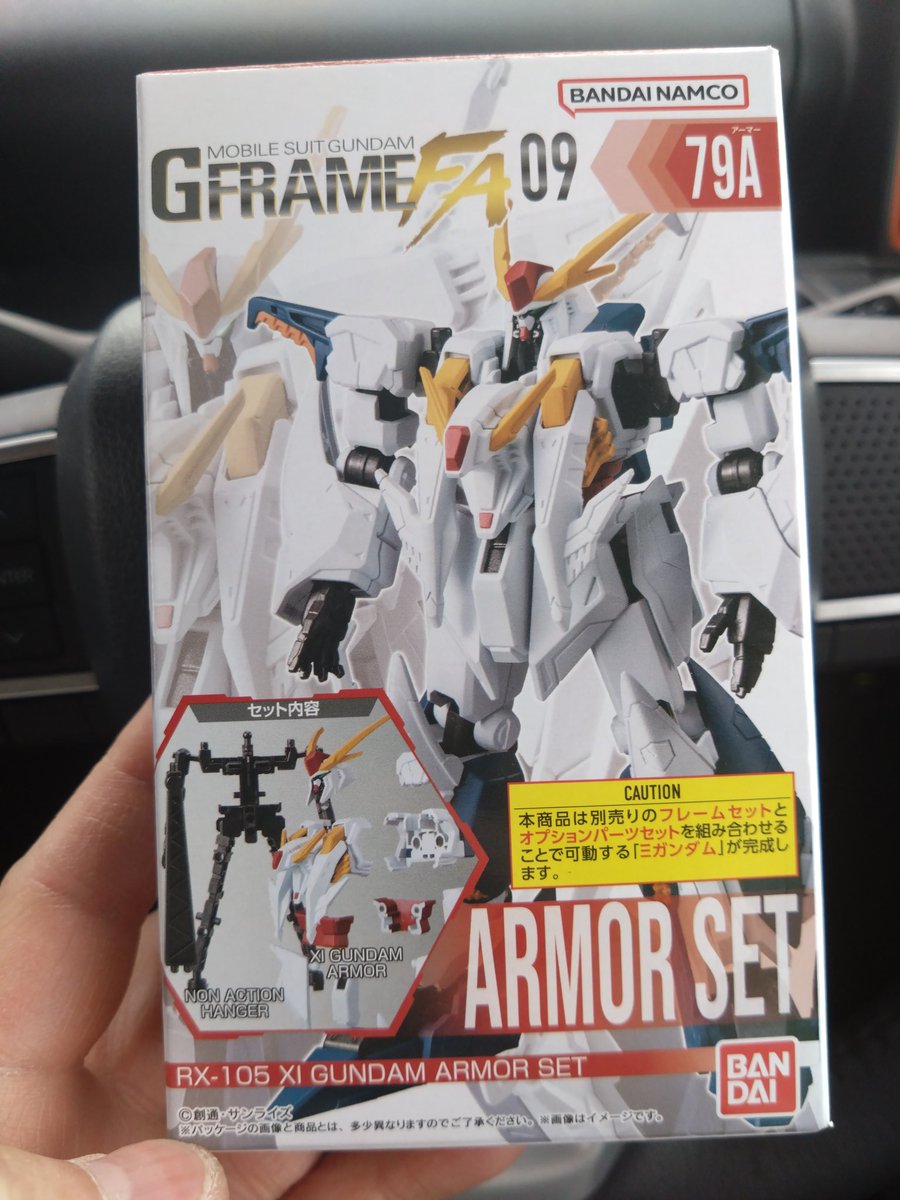 BANDAI NAMCO
MOBILE SUIT GUNDAM
GFRAMEFA 09
アーマー
79A
セット内容
XI GUNDAM
ARMOR
NON ACTION
HANGER
CAUTION
本商品は別売りのフレームセットと
オプションパーツセットを組み合わせる
ことで可動する「Ξガンダム」が完成し
ます。
ARMOR SET
RX-105 XI GUNDAM ARMOR SET
BAN
DAI
©創通・サンライズ
※パッケージの画像と商品とは、多少異なりますのでご了承ください。※画像はイメージです。